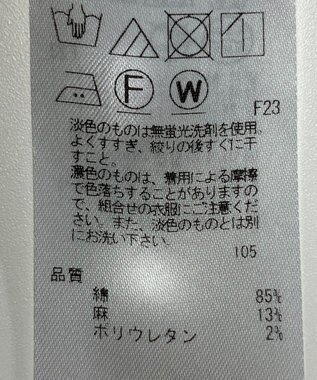 F
W
F23
淡色のものは無蛍光洗剤を使用。
よくすすぎ、絞りの後すぐに干
すこと。
濃色のものは、着用による摩擦
で色落ちすることがありますの
で、組合せの衣服にご注意くださ
い。また、淡色のものとは別
にお洗い下さい。
105
品質
綿 85%
麻 13%
ポリウレタン 2%